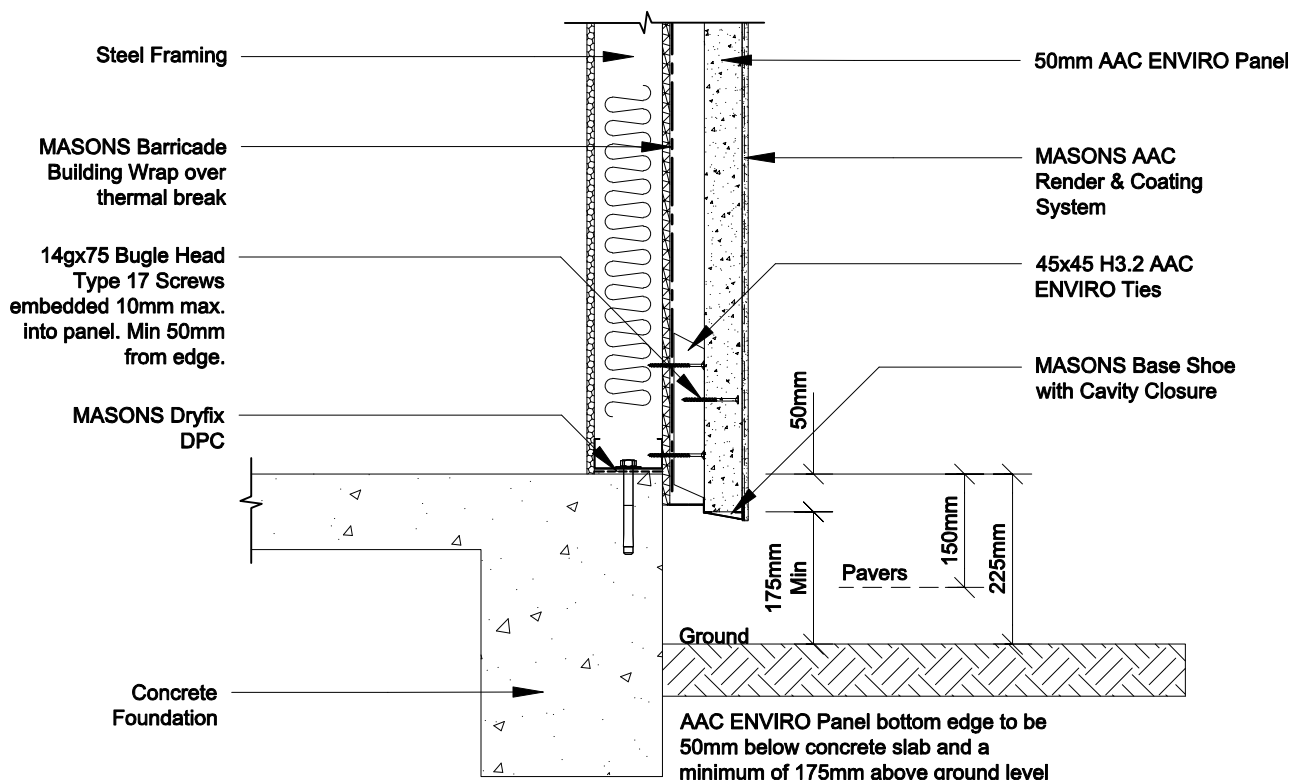 Steel Framing
MASONS Barricade
Building Wrap over
thermal break
14gx75 Bugle Head
Type 17 Screws
embedded 10mm max.
into panel. Min 50mm
from edge.
MASONS Dryfix
DPC
Concrete
Foundation
50mm AAC ENVIRO Panel
MASONS AAC
Render & Coating
System
45x45 H3.2 AAC
ENVIRO Ties
MASONS Base Shoe
with Cavity Closure
50mm
175mm
Min
Pavers
150mm
225mm
Ground
AAC ENVIRO Panel bottom edge to be
50mm below concrete slab and a
minimum of 175mm above ground level